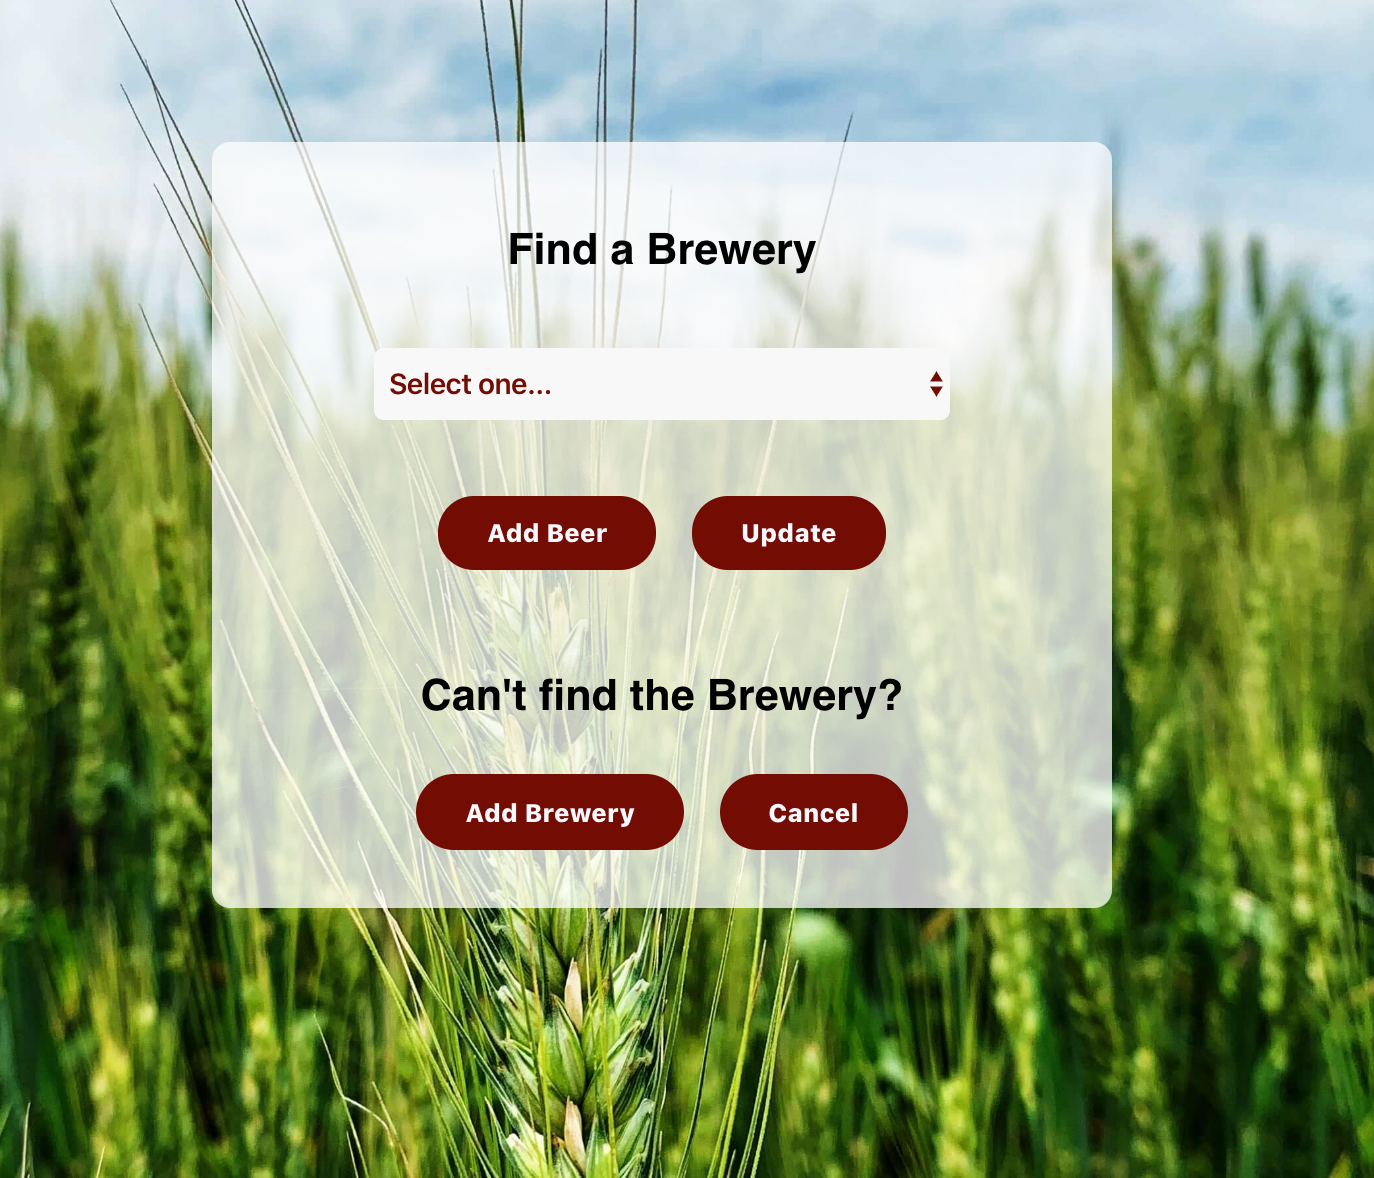 Find a Brewery
Select one...
Add Beer Update
Can't find the Brewery?
Add Brewery Cancel